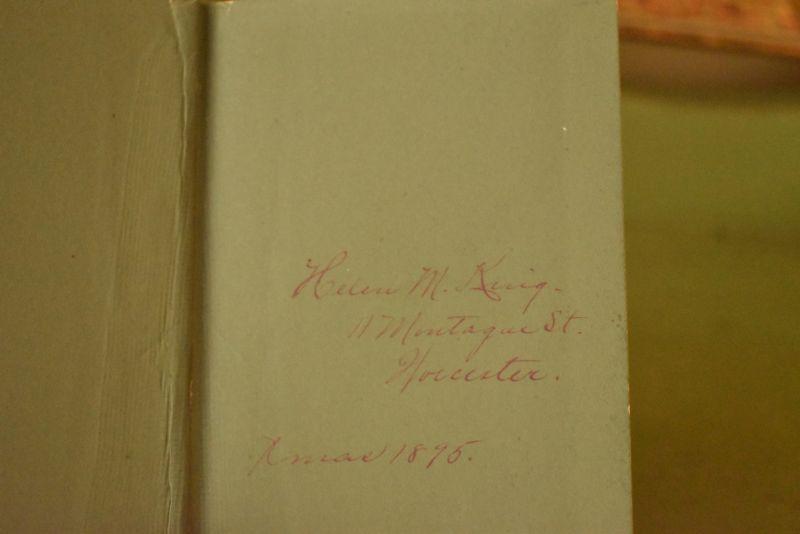 Helen M. King.
11 Montague St.
Worcester.
Xmas 1895.